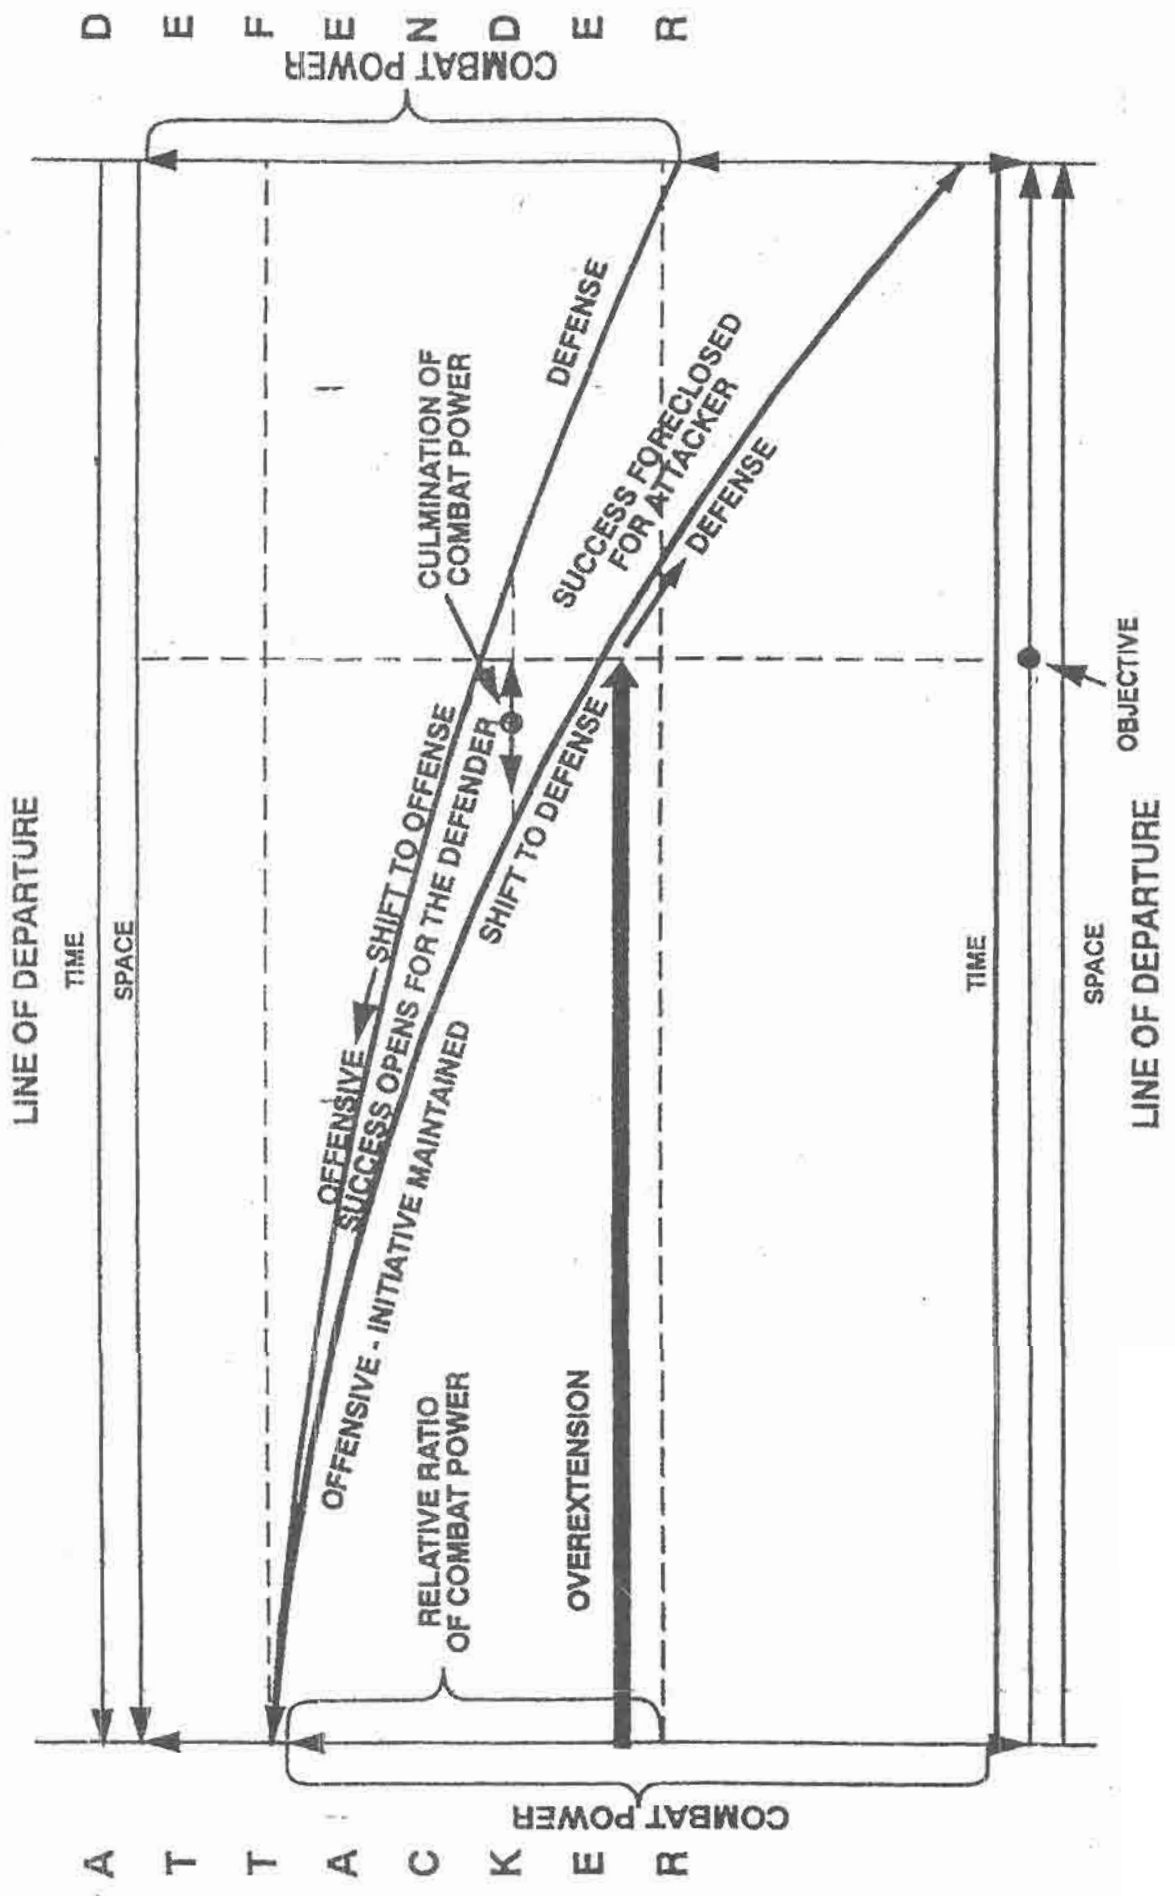 LINE OF DEPARTURE
TIME
SPACE
ATTACKER
DEFENDER
COMBAT POWER
COMBAT POWER
CULMINATION OF
COMBAT POWER
OFFENSIVE
SHIFT TO OFFENSE
DEFENSE
SUCCESS OPENS FOR THE DEFENDER
OFFENSIVE - INITIATIVE MAINTAINED
SHIFT TO DEFENSE
SUCCESS FORECLOSED
FOR ATTACKER
DEFENSE
RELATIVE RATIO
OF COMBAT POWER
OVEREXTENSION
TIME
OBJECTIVE
SPACE
LINE OF DEPARTURE